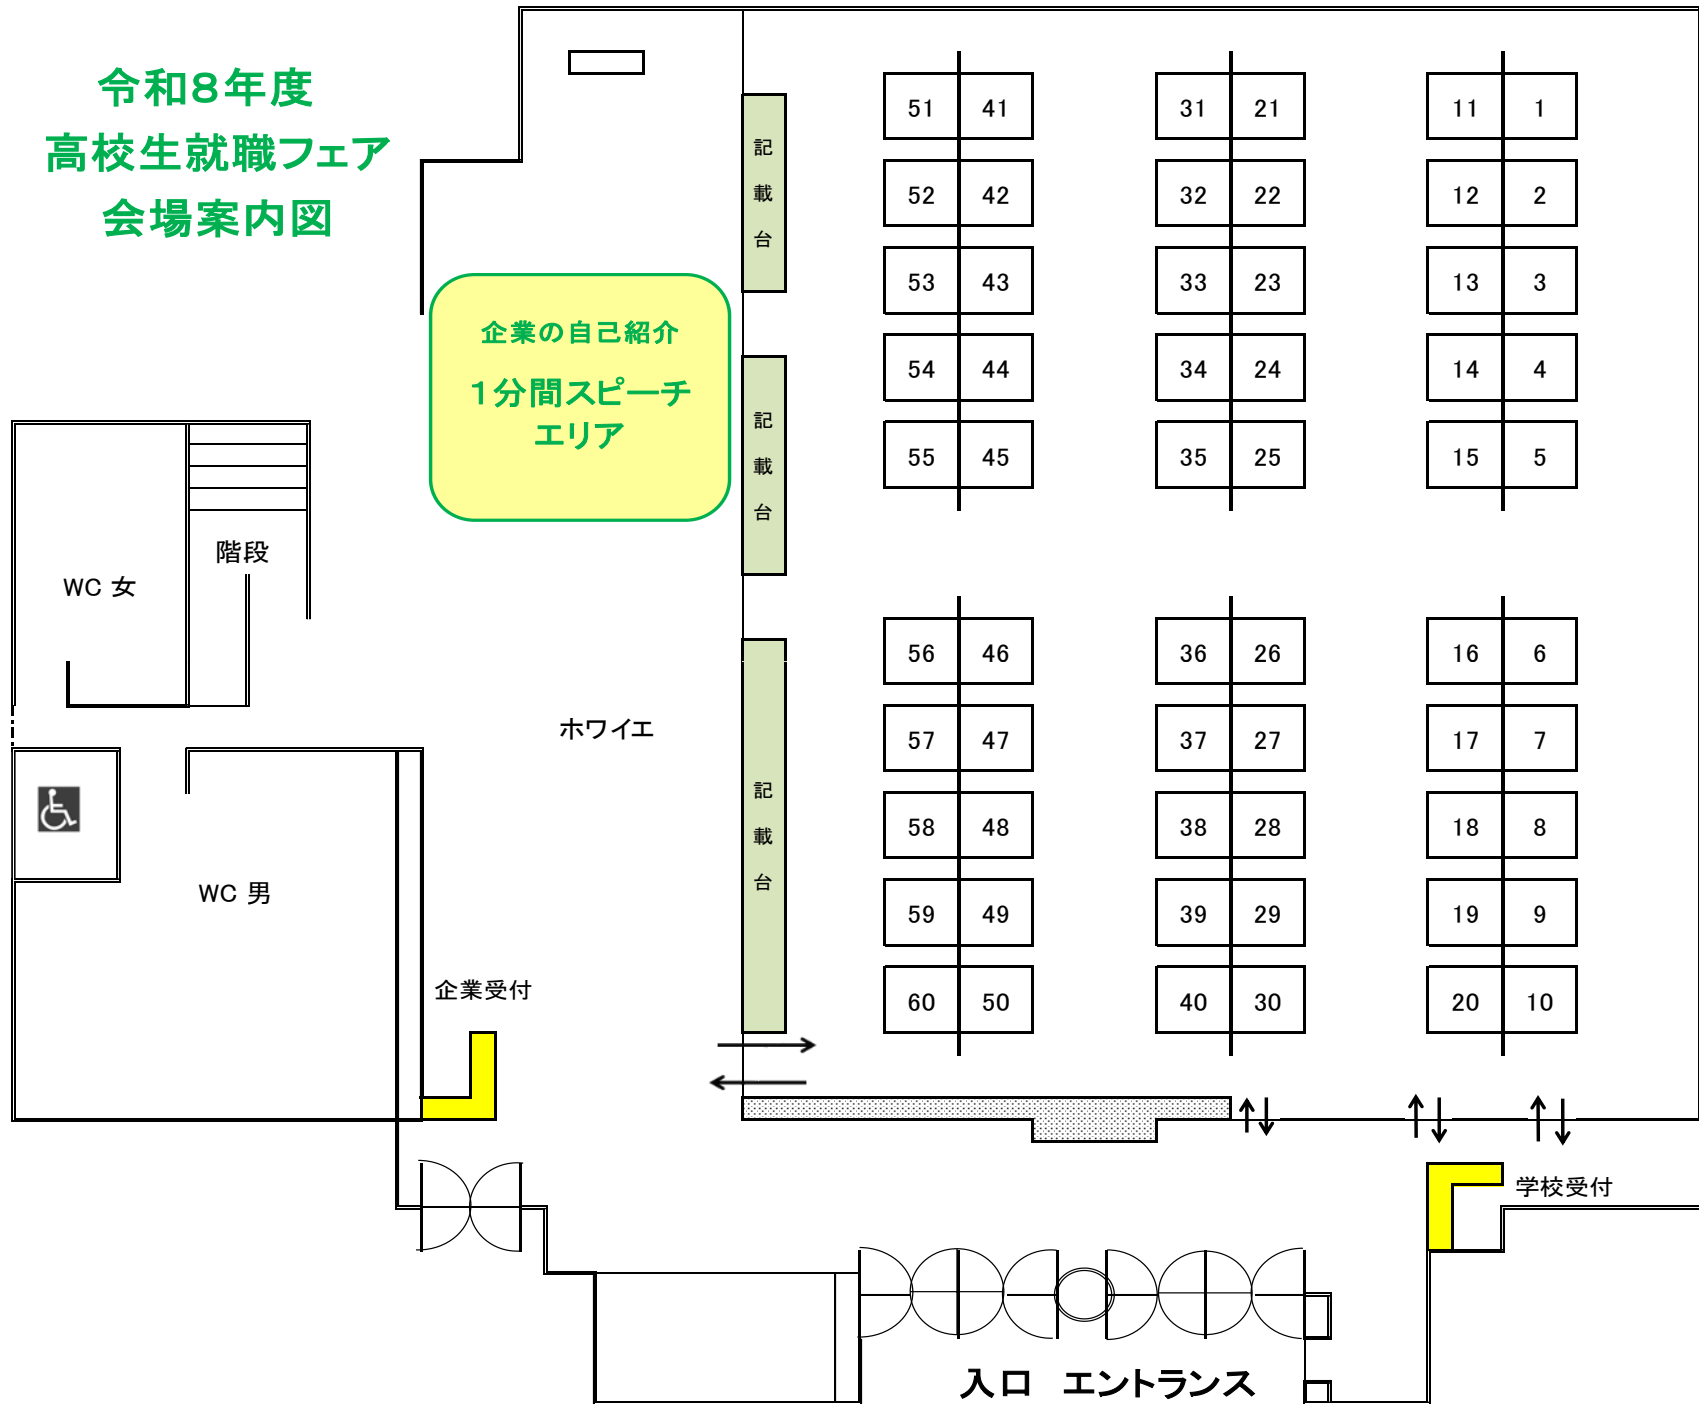 令和８年度
高校生就職フェア
会場案内図
企業の自己紹介
１分間スピーチ
エリア
記載台
記載台
記載台
51 41 31 21 11 1
52 42 32 22 12 2
53 43 33 23 13 3
54 44 34 24 14 4
55 45 35 25 15 5
56 46 36 26 16 6
57 47 37 27 17 7
58 48 38 28 18 8
59 49 39 29 19 9
60 50 40 30 20 10
階段
WC 女
ホワイエ
WC 男
企業受付
学校受付
入口　エントランス